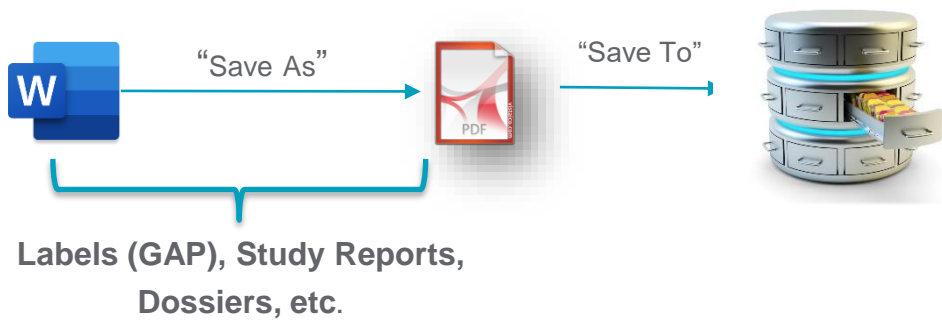 “Save As”
“Save To”
W
PDF
Labels (GAP), Study Reports,
Dossiers, etc.